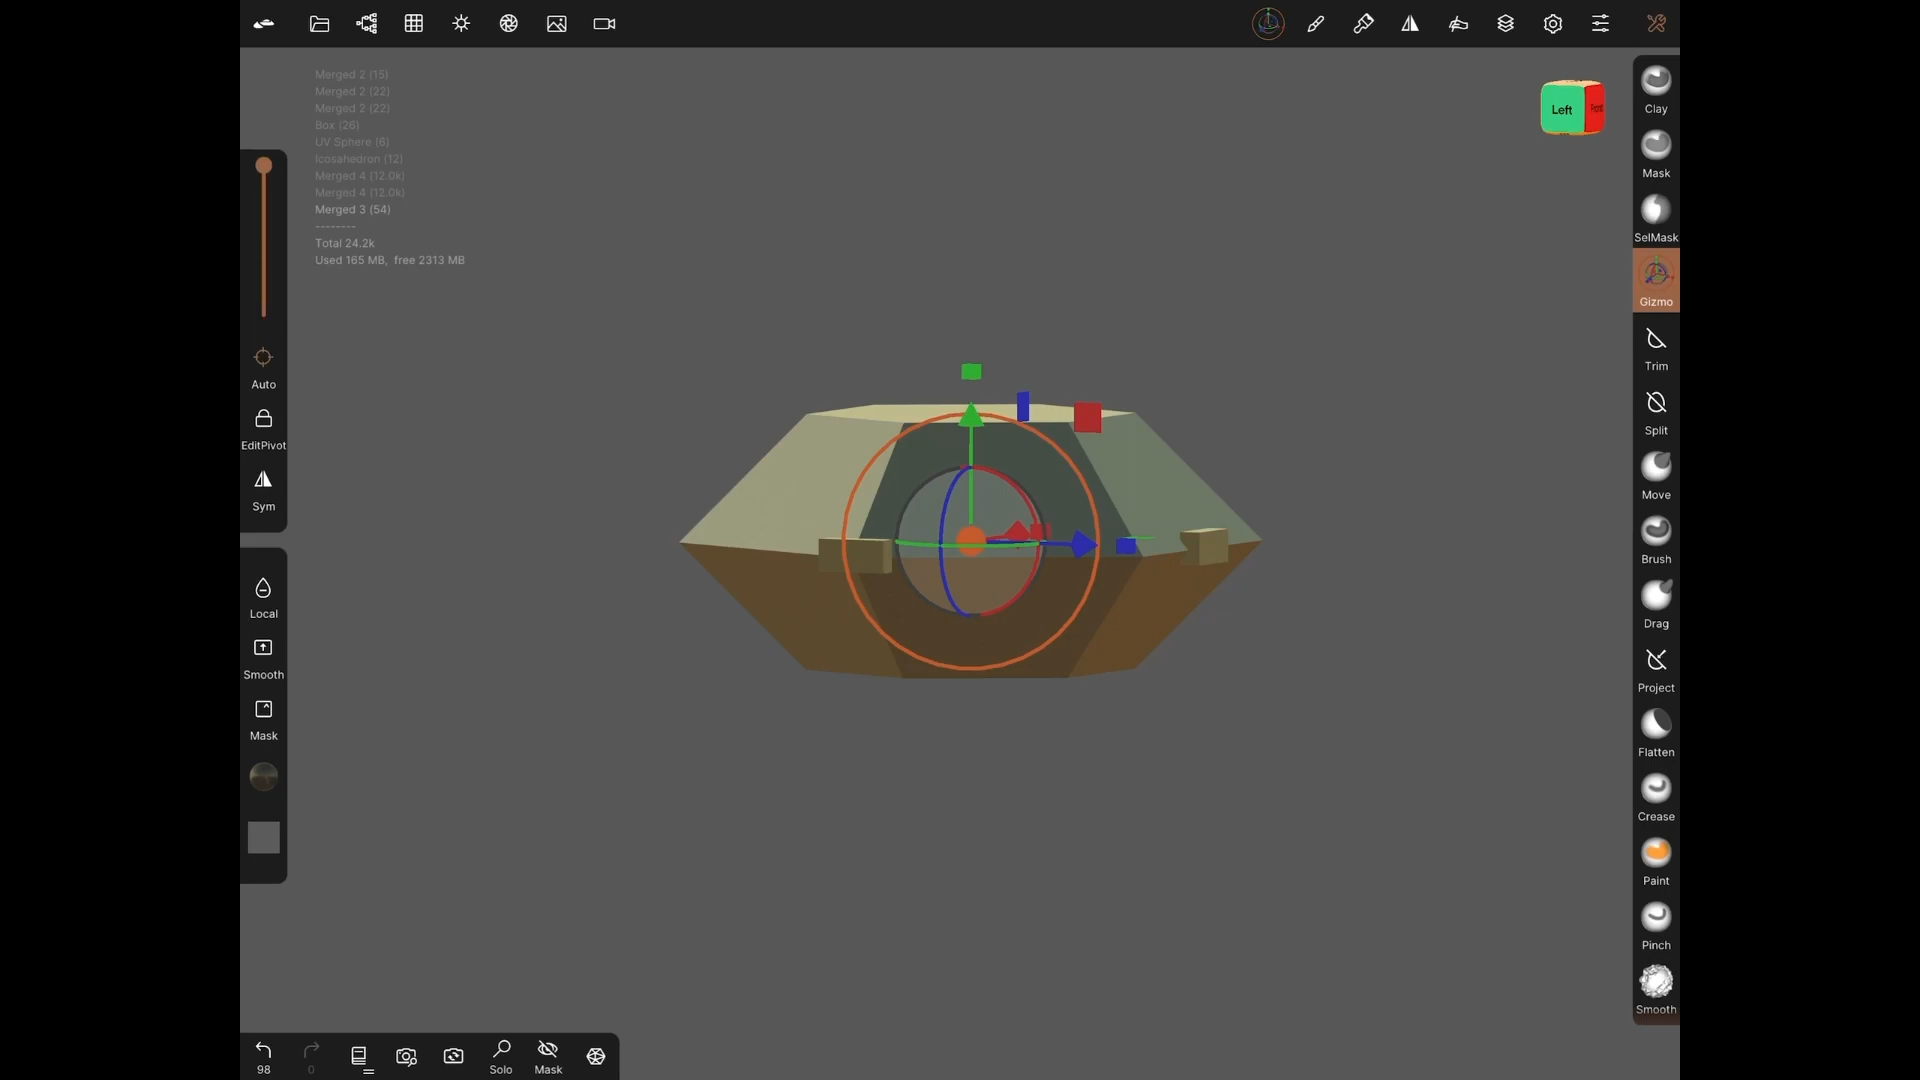 Merged 2 (15)
Merged 2 (22)
Merged 2 (22)
Box (26)
UV Sphere (6)
Icosahedron (12)
Merged 4 (12.0k)
Merged 4 (12.0k)
Merged 3 (54)
--------
Total 24.2k
Used 165 MB, free 2313 MB
Left
Front
Auto
EditPivot
Sym
Local
Smooth
Mask
Clay
Mask
SelMask
Gizmo
Trim
Split
Move
Brush
Drag
Project
Flatten
Crease
Paint
Pinch
Smooth
98
0
Solo
Mask